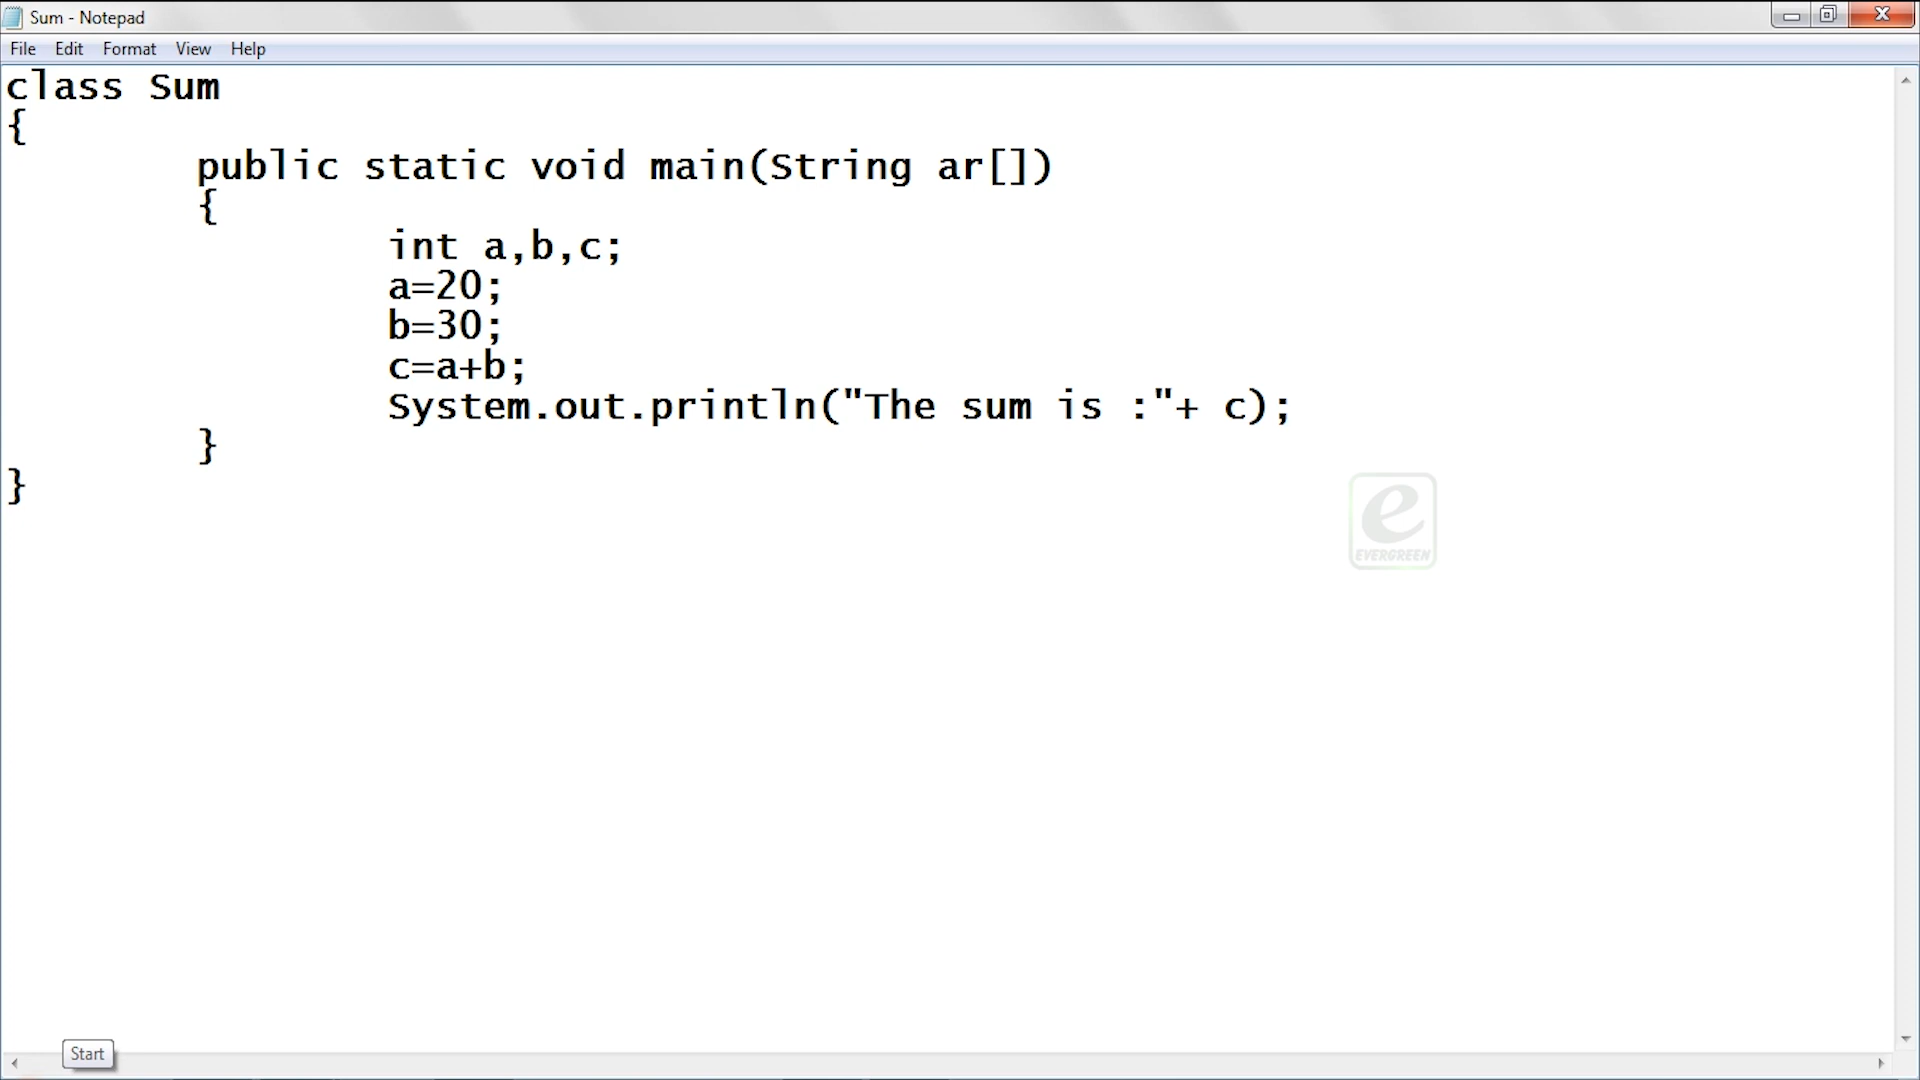 Sum - Notepad
File Edit Format View Help
class Sum
{
public static void main(String ar[])
{
int a,b,c;
a=20;
b=30;
c=a+b;
System.out.println("The sum is :"+ c);
}
}
e
EVERGREEN
Start